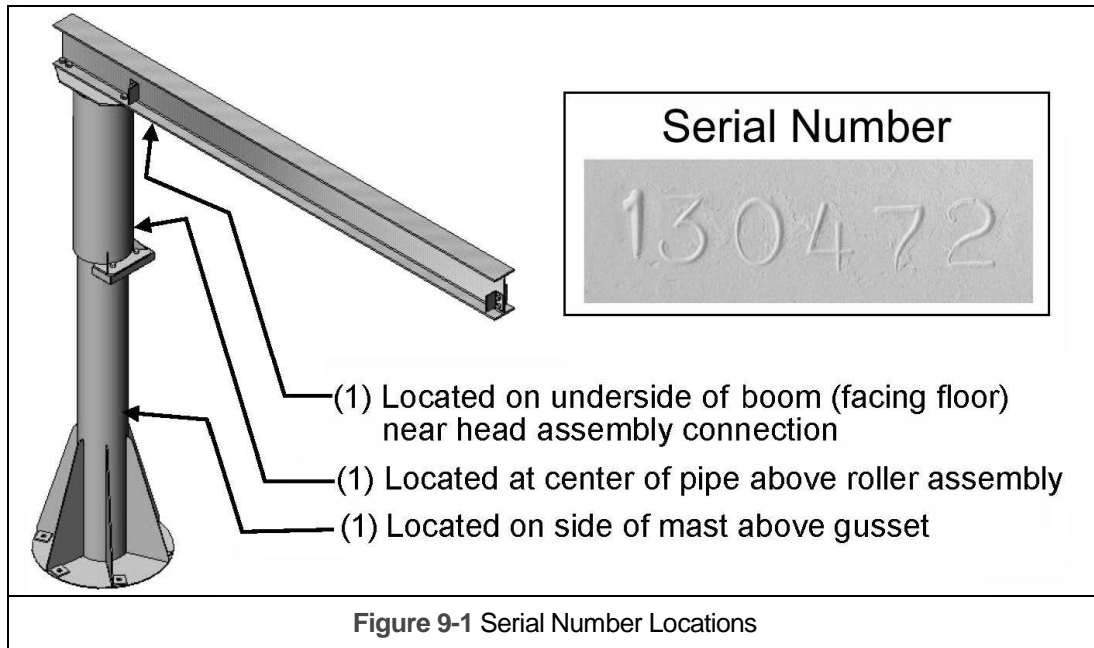 Serial Number
130472
(1) Located on underside of boom (facing floor)
near head assembly connection
(1) Located at center of pipe above roller assembly
(1) Located on side of mast above gusset
Figure 9-1 Serial Number Locations